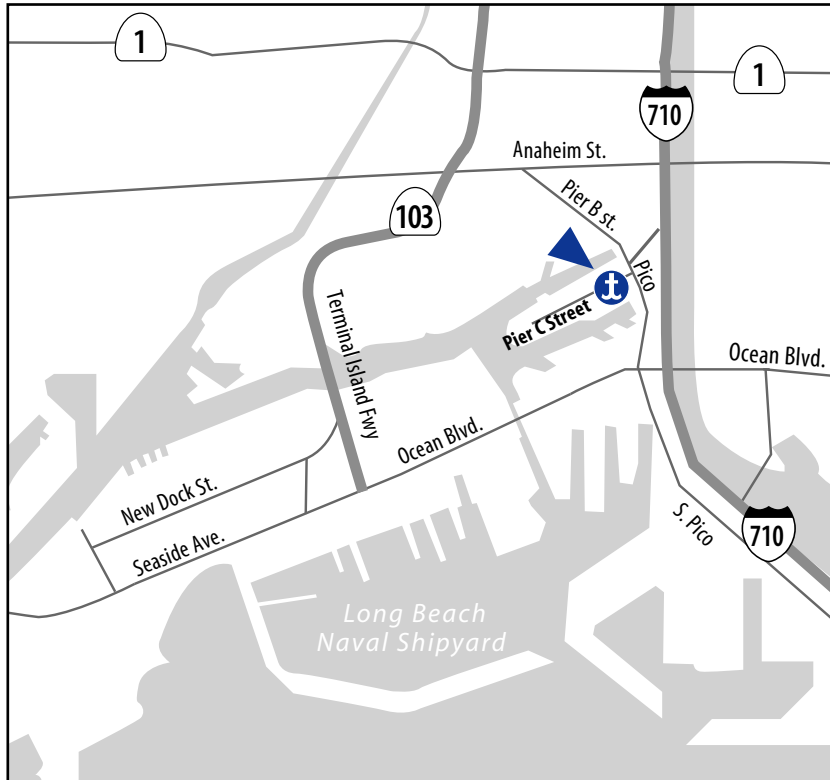 1
1
710
Anaheim St.
Pier B st.
103
Pico
Pier C Street
Terminal Island Fwy
Ocean Blvd.
Ocean Blvd.
New Dock St.
S. Pico
710
Seaside Ave.
Long Beach
Naval Shipyard